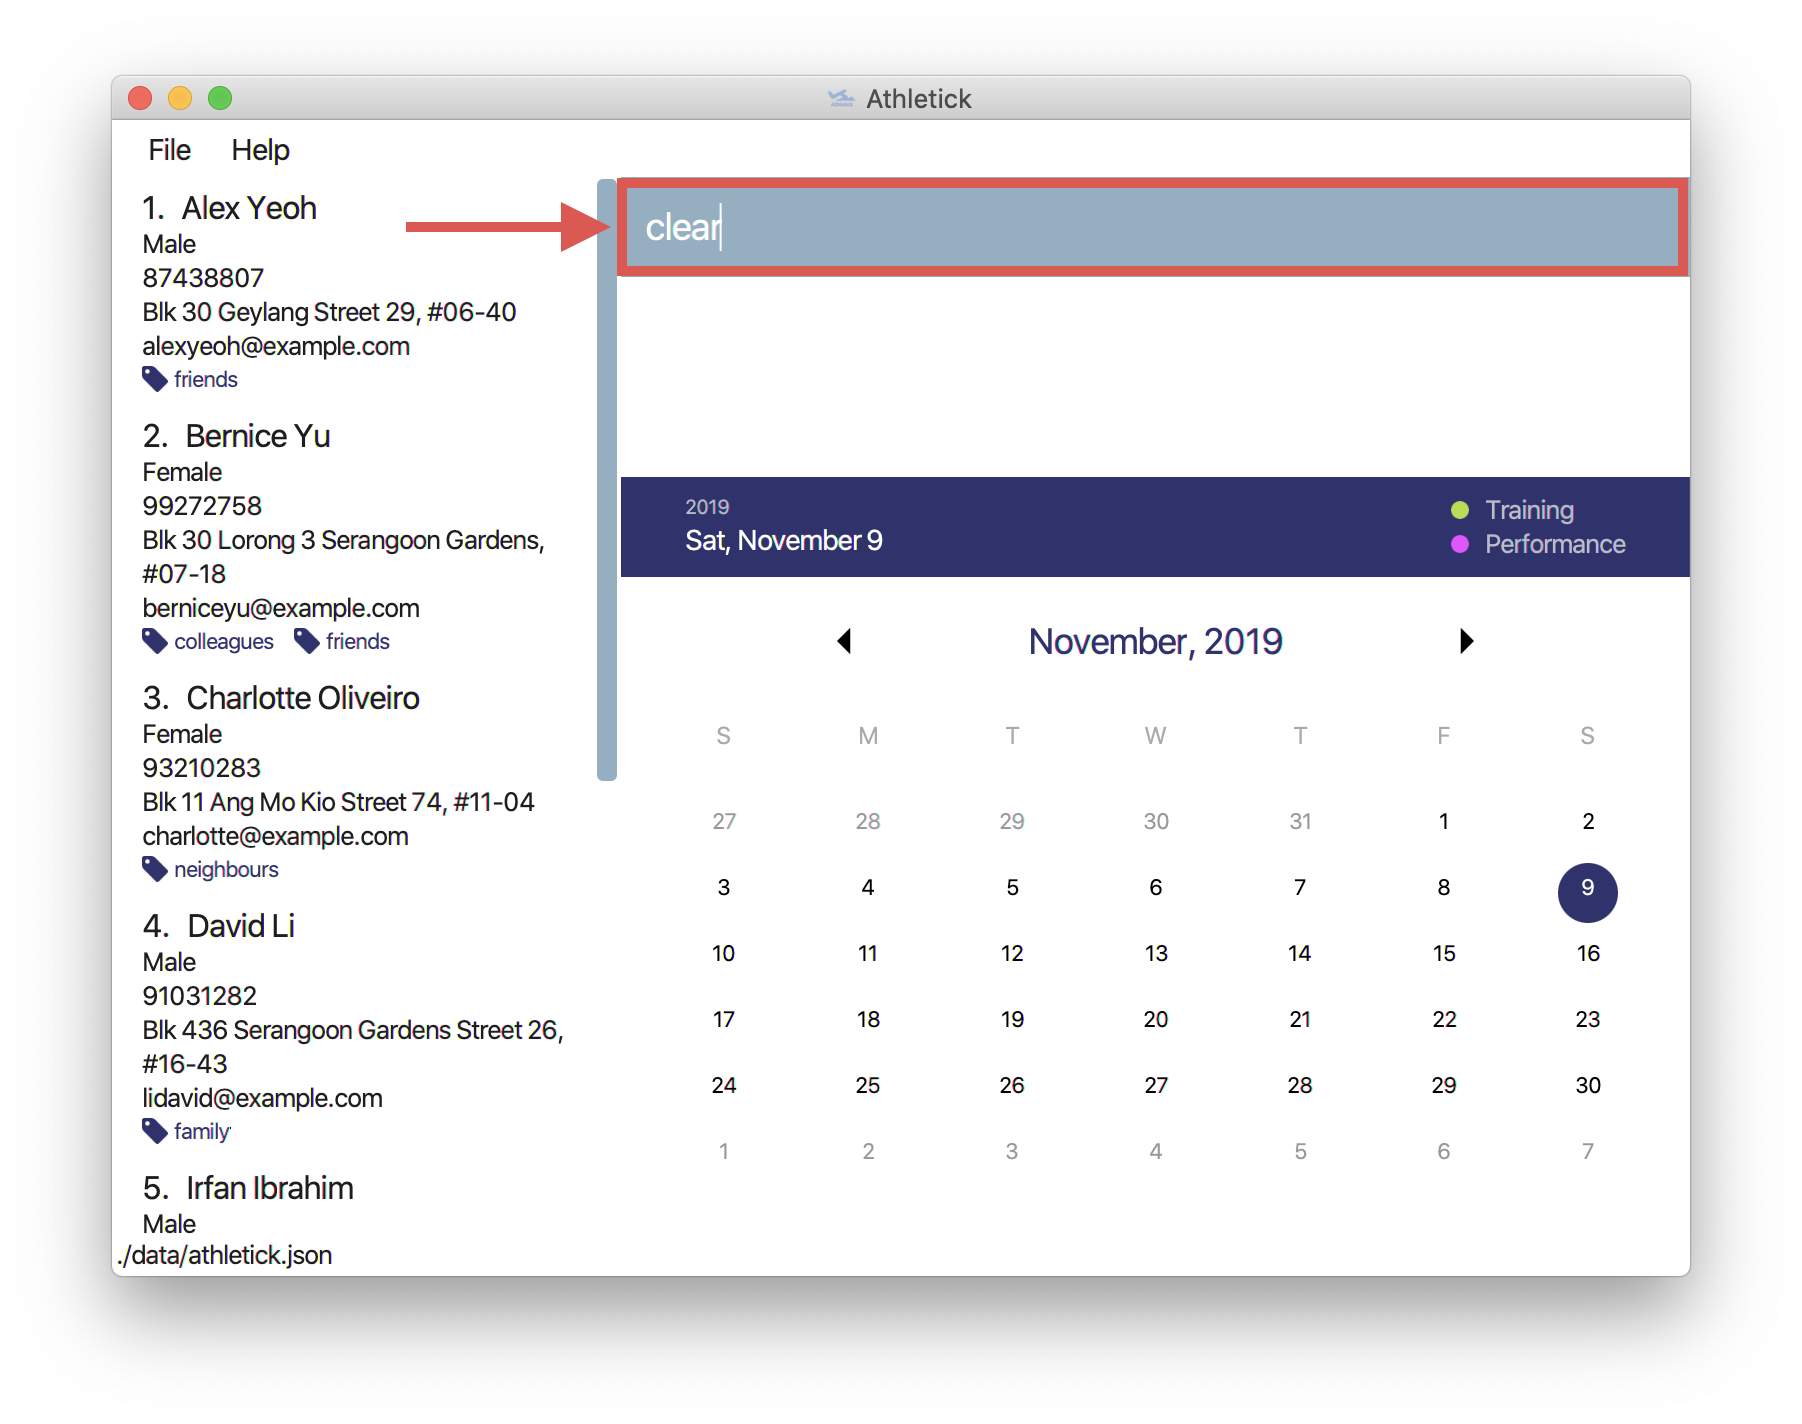 Athletick
File Help
1. Alex Yeoh
Male
87438807
Blk 30 Geylang Street 29, #06-40
alexyeoh@example.com
friends
2. Bernice Yu
Female
99272758
Blk 30 Lorong 3 Serangoon Gardens,
#07-18
berniceyu@example.com
colleagues friends
3. Charlotte Oliveiro
Female
93210283
Blk 11 Ang Mo Kio Street 74, #11-04
charlotte@example.com
neighbours
4. David Li
Male
91031282
Blk 436 Serangoon Gardens Street 26,
#16-43
lidavid@example.com
family
5. Irfan Ibrahim
Male
./data/athletick.json
clear
2019
Sat, November 9
Training
Performance
November, 2019
S M T W T F S
27 28 29 30 31 1 2
3 4 5 6 7 8 9
10 11 12 13 14 15 16
17 18 19 20 21 22 23
24 25 26 27 28 29 30
1 2 3 4 5 6 7